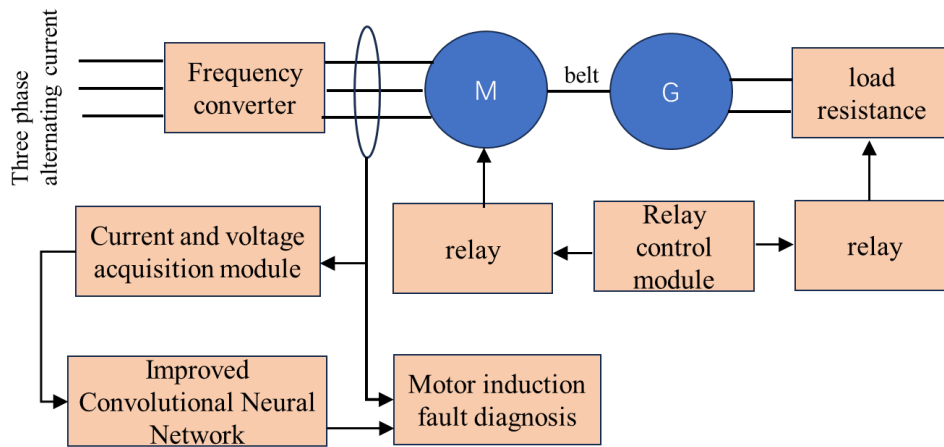 Three phase
alternating current
Frequency
converter
M
belt
G
load
resistance
Current and voltage
acquisition module
relay
Relay
control
module
relay
Improved
Convolutional Neural
Network
Motor induction
fault diagnosis